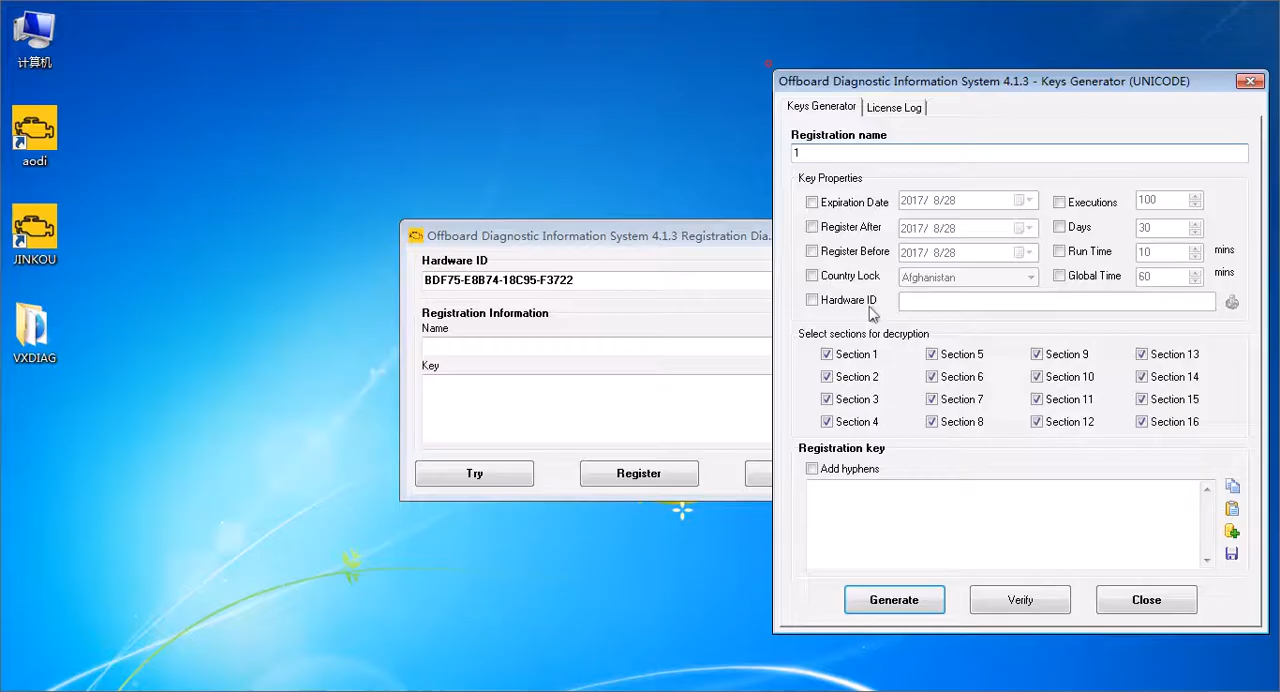 计算机
aodi
JINKOU
VXDIAG
Offboard Diagnostic Information System 4.1.3 Registration Dia...
Hardware ID
BDF75-E8B74-18C95-F3722
Registration Information
Name
Key
Try
Register
Offboard Diagnostic Information System 4.1.3 - Keys Generator (UNICODE)
Keys Generator
License Log
Registration name
1
Key Properties
Expiration Date 2017/ 8/28 Executions 100
Register After 2017/ 8/28 Days 30
Register Before 2017/ 8/28 Run Time 10 mins
Country Lock Afghanistan Global Time 60 mins
Hardware ID
Select sections for decryption
Section 1 Section 5 Section 9 Section 13
Section 2 Section 6 Section 10 Section 14
Section 3 Section 7 Section 11 Section 15
Section 4 Section 8 Section 12 Section 16
Registration key
Add hyphens
Generate
Verify
Close